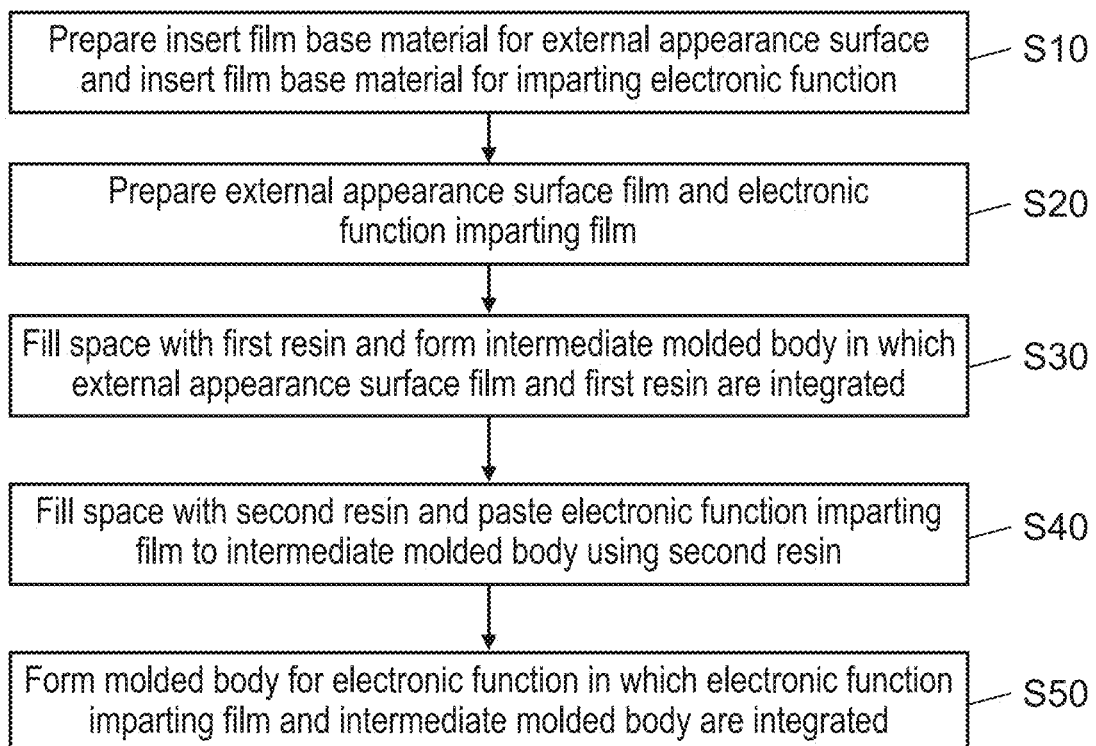 Prepare insert film base material for external appearance surface
and insert film base material for imparting electronic function
S10
Prepare external appearance surface film and electronic
function imparting film
S20
Fill space with first resin and form intermediate molded body in which
external appearance surface film and first resin are integrated
S30
Fill space with second resin and paste electronic function imparting
film to intermediate molded body using second resin
S40
Form molded body for electronic function in which electronic function
imparting film and intermediate molded body are integrated
S50